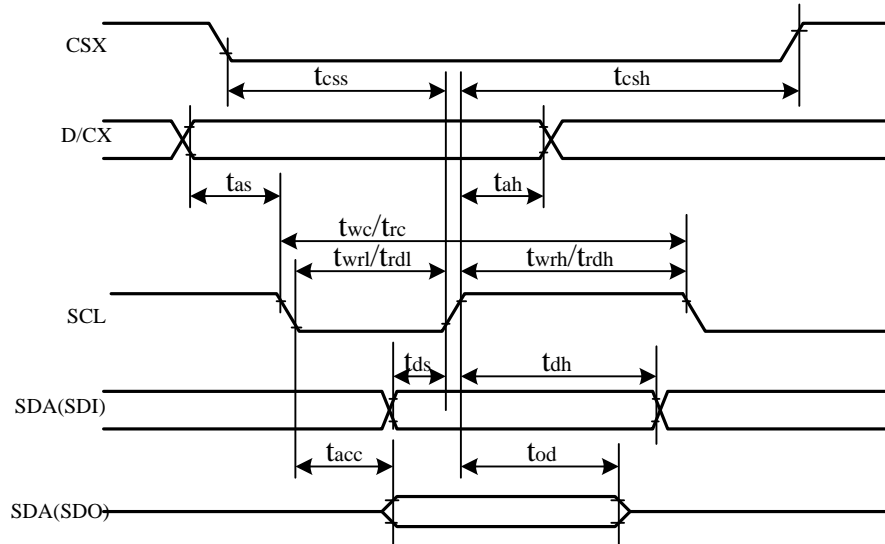 CSX
tcss
tcsh
D/CX
tas
tah
twc/trc
twrl/trdl
twrh/trdh
SCL
tds
tdh
SDA(SDI)
tacc
tod
SDA(SDO)